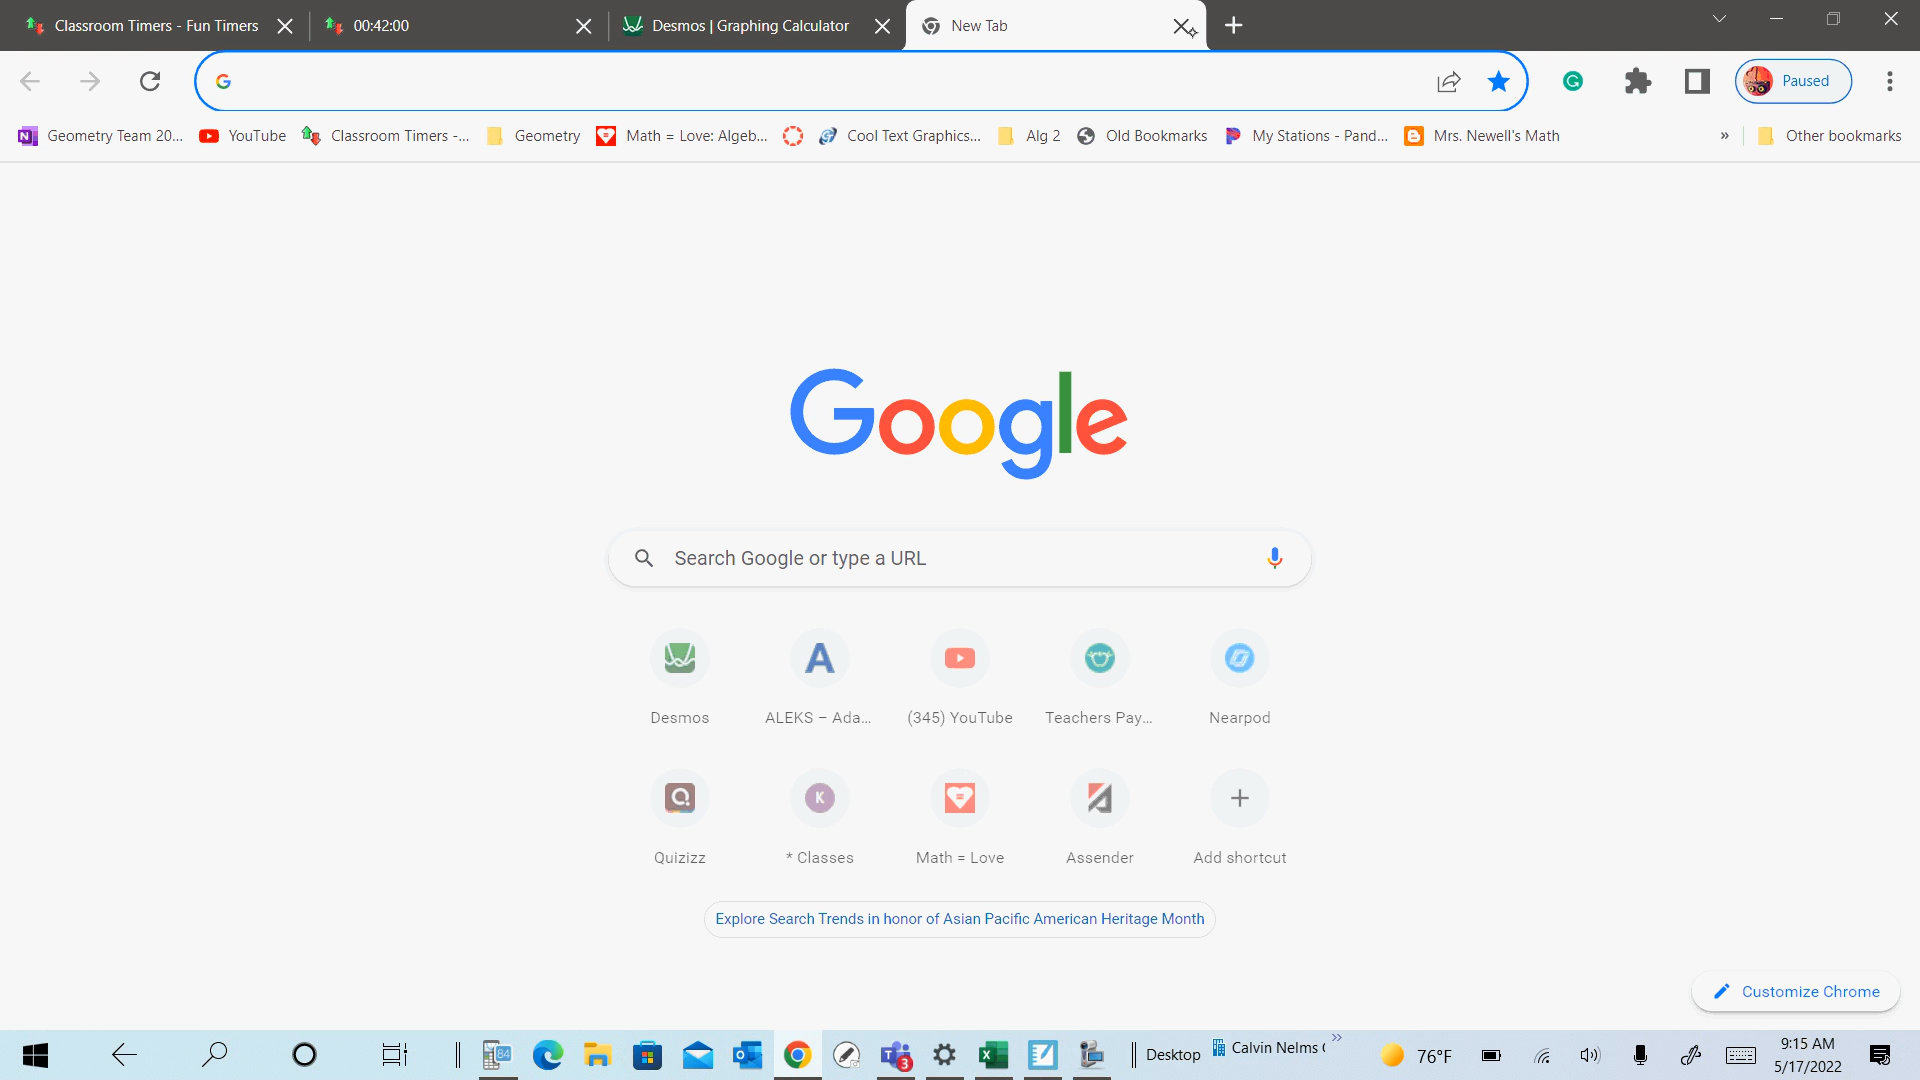 Classroom Timers - Fun Timers
00:42:00
Desmos | Graphing Calculator
New Tab
Paused
Geometry Team 20...
YouTube
Classroom Timers -...
Geometry
Math = Love: Algeb...
Cool Text Graphics...
Alg 2
Old Bookmarks
My Stations - Pand...
Mrs. Newell's Math
»
Other bookmarks
Google
Search Google or type a URL
Desmos
ALEKS – Ada...
(345) YouTube
Teachers Pay...
Nearpod
Quizizz
K
* Classes
Math = Love
Assender
Add shortcut
Explore Search Trends in honor of Asian Pacific American Heritage Month
Customize Chrome
84
3
Desktop
Calvin Nelms
»
76°F
9:15 AM
5/17/2022